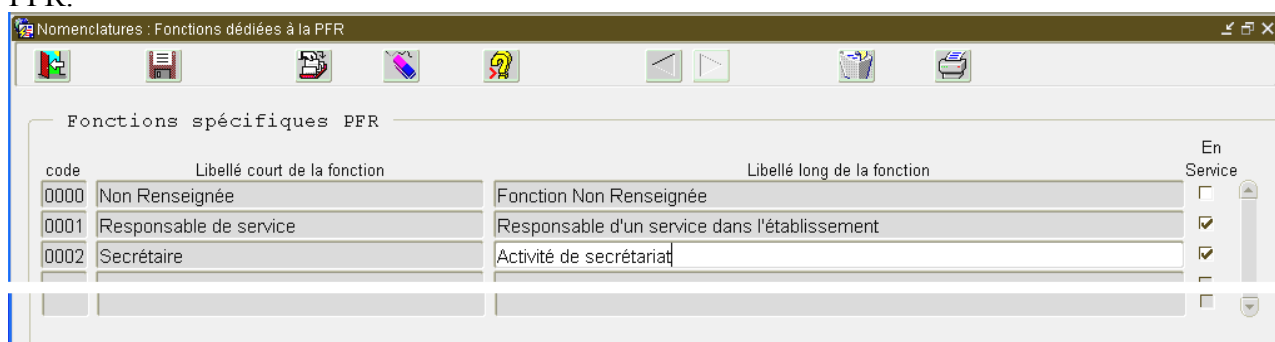 PFR.
Nomenclatures : Fonctions dédiées à la PFR
Fonctions spécifiques PFR
En
code Libellé court de la fonction Libellé long de la fonction Service
0000 Non Renseignée Fonction Non Renseignée
0001 Responsable de service Responsable d'un service dans l'établissement
0002 Secrétaire Activité de secrétariat